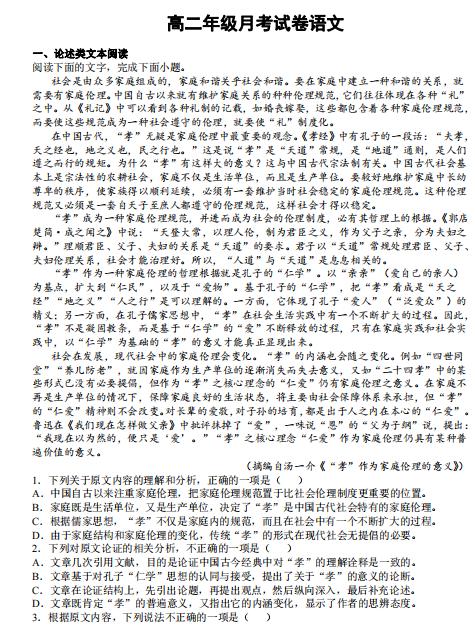 高二年级月考试卷语文
一、论述类文本阅读
阅读下面的文字，完成下面小题。
社会是由众多家庭组成的，家庭和谐关乎社会和谐。要在家庭中建立一种和谐的关系，就
需要有家庭伦理。中国自古以来就有维护家庭关系的种种伦理规范，它们往往体现在各种“礼”
之中。从《礼记》中可以看到各种礼制的记载，如婚丧嫁娶，这些都包含着各种家庭伦理规范，
而要使这些规范成为一种社会遵守的伦理，就要使“礼”制度化。
在中国古代，“孝”无疑是家庭伦理中最重要的观念。《孝经》中有孔子的一段话：“夫孝，
天之经也，地之义也，民之行也。”这是说“孝”是“天道”常规，是“地道”通则，是人们
遵之而行的规矩。为什么“孝”有这样大的意义？这与中国古代宗法制有关。中国古代社会基
本上是宗法性的农耕社会，家庭不仅是生活单位，而且是生产单位。要较好地维护家庭中长幼
尊卑的秩序，使家族得以顺利延续，必须有一套维护当时社会稳定的家庭伦理规范。这种伦理
规范又必须是一套自天子至庶人都遵守的伦理规范，这样社会才得以稳定。
“孝”成为一种家庭伦理规范，并进而成为社会的伦理制度，必有其哲理上的根据。《郭店
楚简·成之闻之》中说：“天登大常，以理人伦，制为君臣之义，作为父子之亲，分为夫妇之
辩。”理顺君臣、父子、夫妇的关系是“天道”的要求。君子以“天道”常规处理君臣、父子、
夫妇伦理关系，社会才能治理好。所以，“人道”与“天道”是息息相关的。
“孝”作为一种家庭伦理的哲理根据就是孔子的“仁学”。以“亲亲”（爱自己的亲人）
为基点，扩大到“仁民”，以及于“爱物”。基于孔子的“仁学”，把“孝”看成是“天之
经”“地之义”“人之行”是可以理解的。一方面，它体现了孔子“爱人”（“泛爱众”）的
精义；另一方面，在孔子儒家思想中，“孝”在社会生活实践中有一个不断扩大的过程。因此，
“孝”不是凝固教条，而是基于“仁学”的“爱”不断释放的过程，只有在家庭实践和社会实
践中，以“仁学”为基础的“孝”的意义才能真正显现出来。
社会在发展，现代社会中的家庭伦理会变化。“孝”的内涵也会随之变化。例如“四世同
堂”“养儿防老”，就因家庭作为生产单位的逐渐消失而失去意义，又如“二十四孝”中的某
些形式已没有必要提倡，但作为“孝”之核心理念的“仁爱”仍有家庭伦理之意义。在家庭不
再是生产单位的情况下，保障家庭良好的生活状态，将主要由社会保障体系来承担，但“孝”
的“仁爱”精神则不会改变。对长辈的爱敬，对子孙的培育，都是出于人之内在本心的“仁爱”。
鲁迅在《我们现在怎样做父亲》中批评抹掉了“爱”，一味说“恩”的“父为子纲”说，提出：
“我现在以为然的，便只是‘爱’。”“孝”之核心理念“仁爱”作为家庭伦理仍具有某种普
遍价值的意义。
（摘编自汤一介《“孝”作为家庭伦理的意义》）
1．下列关于原文内容的理解和分析，正确的一项是（ ）
A．中国自古以来注重家庭伦理，把家庭伦理规范置于比社会伦理制度更重要的位置。
B．家庭既是生活单位，又是生产单位，决定了“孝”是中国古代社会特有的家庭伦理。
C．根据儒家思想，“孝”不仅是家庭内的规范，而且在社会中有一个不断扩大的过程。
D．由于家庭结构和家庭伦理的变化，传统“孝”的形式在现代社会无提倡的必要。
2．下列对原文论证的相关分析，不正确的一项是（ ）
A．文章几次引用文献，目的是论证中国古今经典中对“孝”的理解诠释是一致的。
B．文章基于对孔子“仁学”思想的认同与接受，提出了关于“孝”的意义的论断。
C．文章在论证结构上，先引出论题，再提出观点，然后纵向深入，最后补充论述。
D．文章既肯定“孝”的普遍意义，又指出它的内涵变化，显示了作者的思辨态度。
3．根据原文内容，下列说法不正确的一项是（ ）